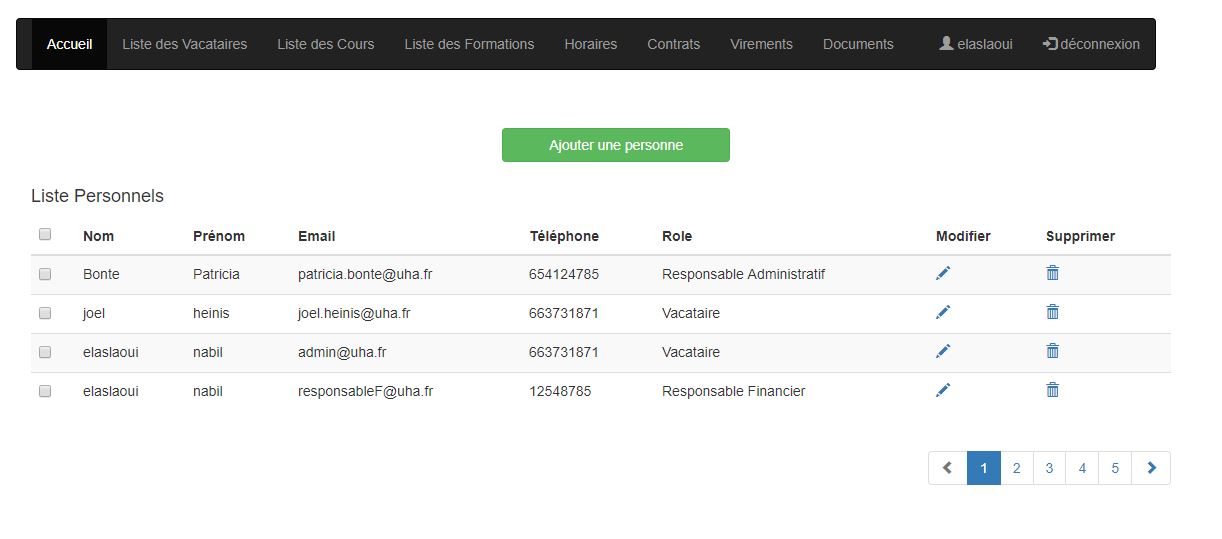 Accueil Liste des Vacataires Liste des Cours Liste des Formations Horaires Contrats Virements Documents elaslaoui déconnexion
Ajouter une personne
Liste Personnels
Nom Prénom Email Téléphone Role Modifier Supprimer
Bonte Patricia patricia.bonte@uha.fr 654124785 Responsable Administratif
joel heinis joel.heinis@uha.fr 663731871 Vacataire
elaslaoui nabil admin@uha.fr 663731871 Vacataire
elaslaoui nabil responsableF@uha.fr 12548785 Responsable Financier
1 2 3 4 5